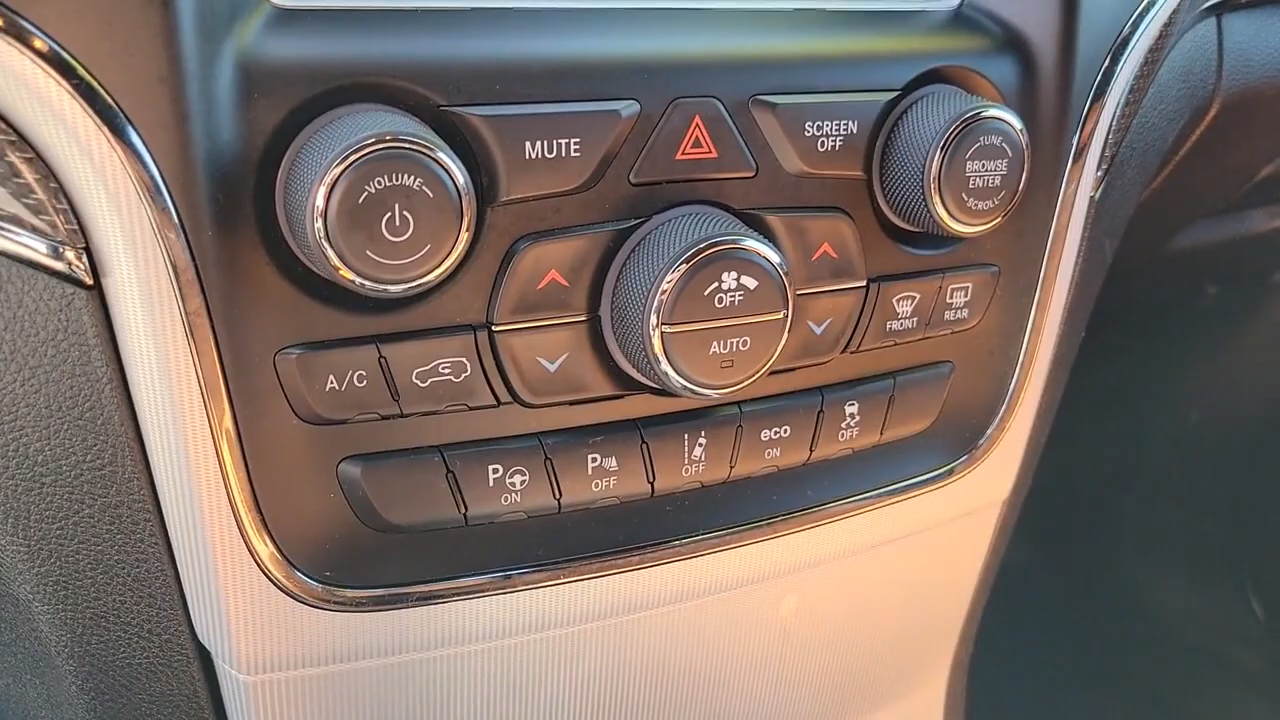 MUTE
SCREEN
OFF
VOLUME
TUNE
BROWSE
ENTER
SCROLL
OFF
AUTO
FRONT
REAR
A/C
P
ON
P
OFF
OFF
eco
ON
OFF